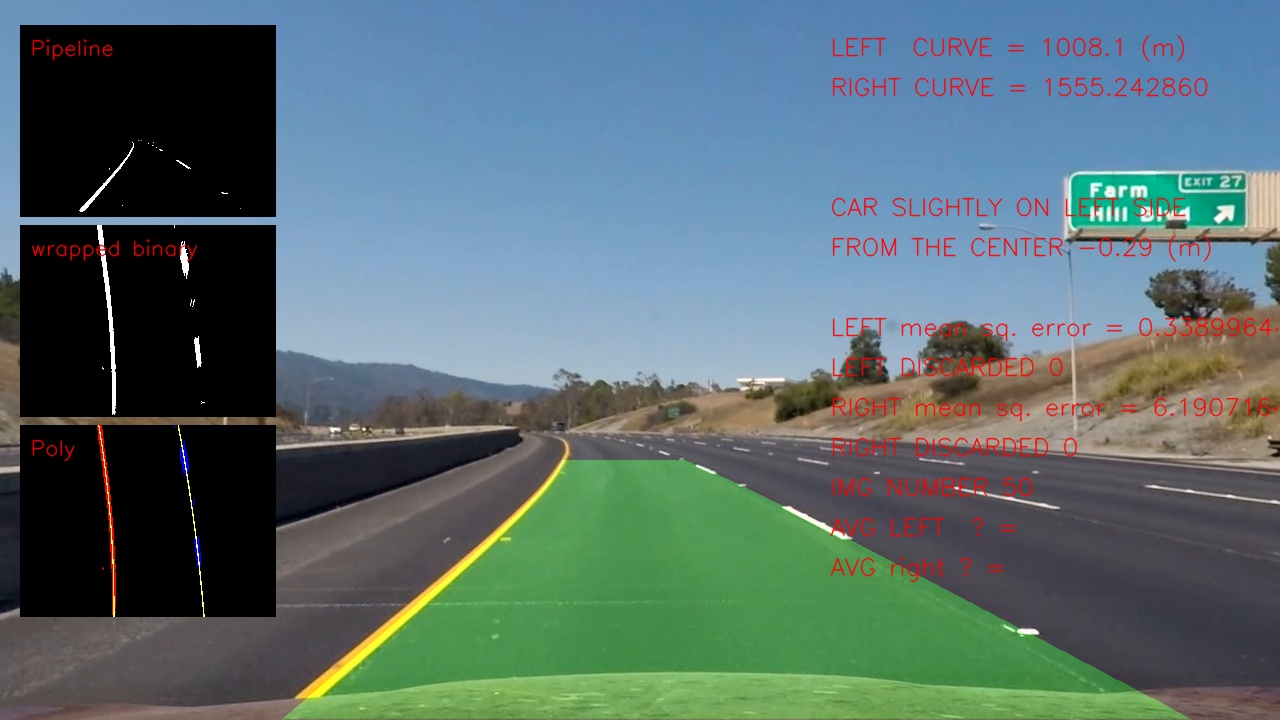 Pipeline
wrapped binary
Poly
LEFT  CURVE = 1008.1 (m)
RIGHT CURVE = 1555.242860
EXIT 27
Farm
Hill Blvd
CAR SLIGHTLY ON LEFT SIDE
FROM THE CENTER -0.29 (m)
LEFT mean sq. error = 0.3389964
LEFT DISCARDED 0
RIGHT mean sq. error = 6.190716
RIGHT DISCARDED 0
IMG NUMBER 50
AVG LEFT  ? =
AVG right ? =